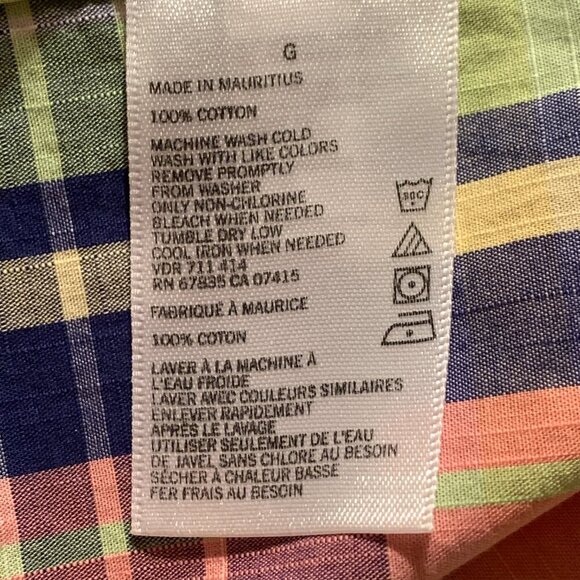 G
MADE IN MAURITIUS
100% COTTON
MACHINE WASH COLD
WASH WITH LIKE COLORS
REMOVE PROMPTLY
FROM WASHER
ONLY NON-CHLORINE
BLEACH WHEN NEEDED
TUMBLE DRY LOW
COOL IRON WHEN NEEDED
VDR 711 414
RN 67835 CA 07415
FABRIQUE À MAURICE
100% COTON
LAVER À LA MACHINE À
L'EAU FROIDE
LAVER AVEC COULEURS SIMILAIRES
ENLEVER RAPIDEMENT
APRÈS LE LAVAGE
UTILISER SEULEMENT DE L'EAU
DE JAVEL SANS CHLORE AU BESOIN
SÉCHER À CHALEUR BASSE
FER FRAIS AU BESOIN